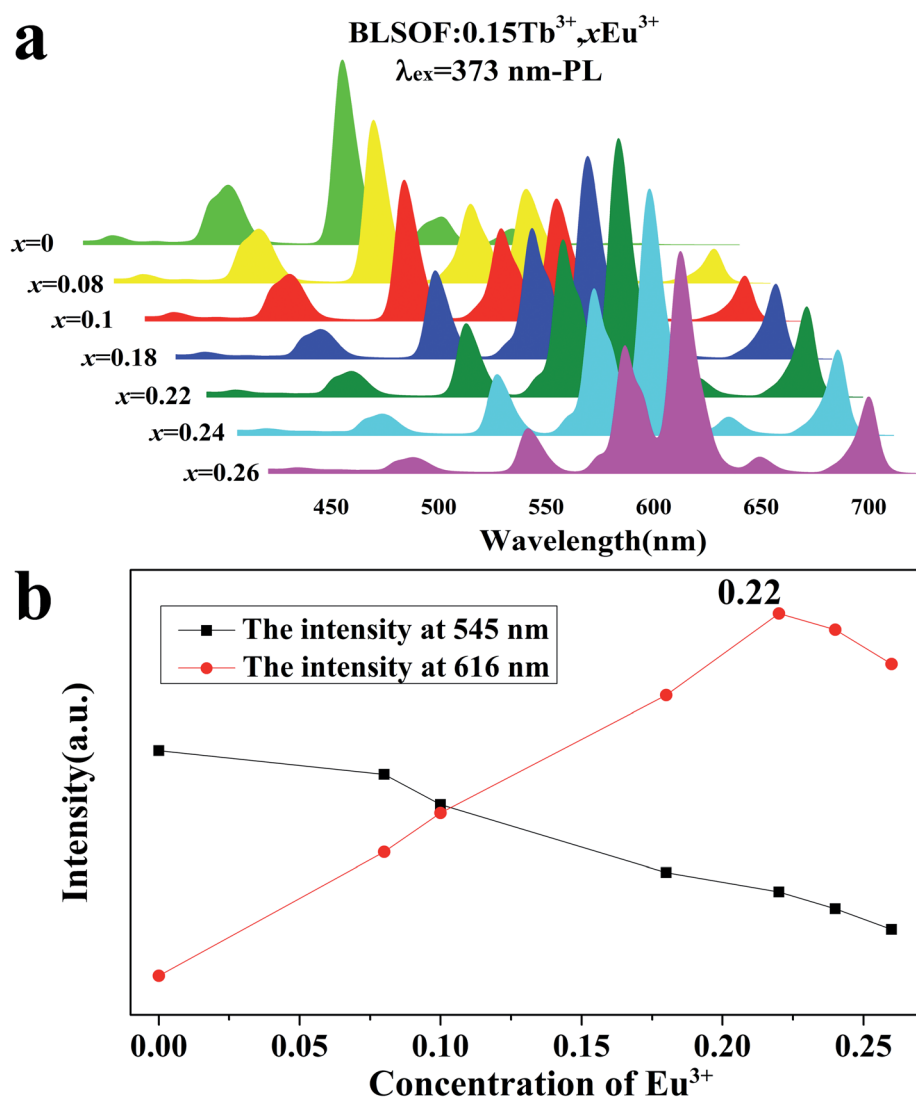 a
BLSOF:0.15Tb³⁺,xEu³⁺
λex=373 nm-PL
x=0
x=0.08
x=0.1
x=0.18
x=0.22
x=0.24
x=0.26
450 500 550 600 650 700
Wavelength(nm)
b
0.22
The intensity at 545 nm
The intensity at 616 nm
Intensity(a.u.)
0.00 0.05 0.10 0.15 0.20 0.25
Concentration of Eu³⁺